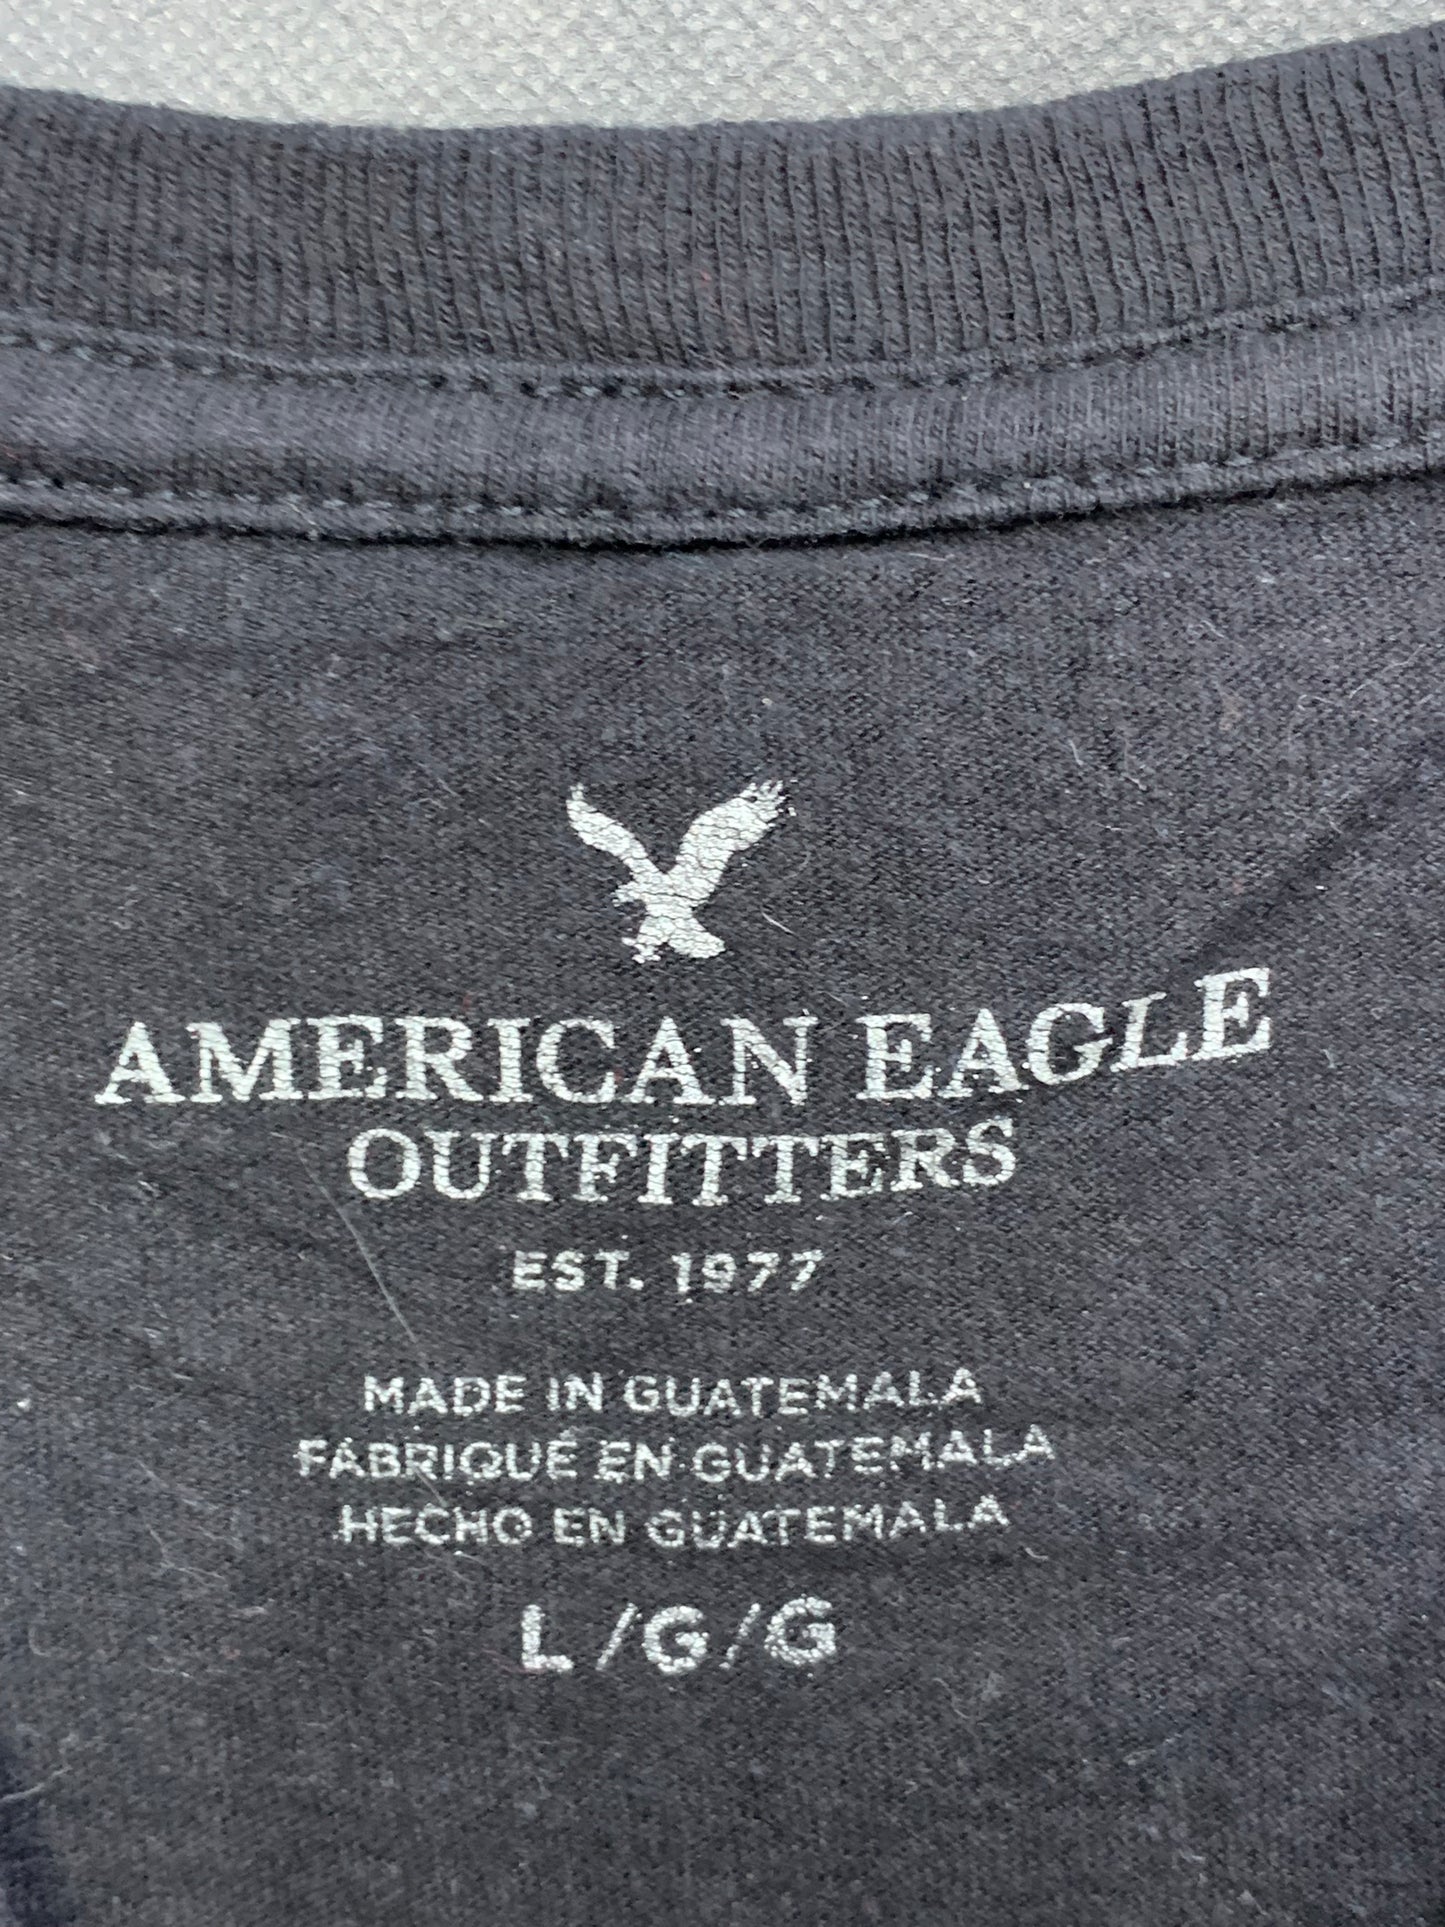 AMERICAN EAGLE
OUTFITTERS
EST. 1977
MADE IN GUATEMALA
FABRIQUÉ EN GUATEMALA
HECHO EN GUATEMALA
L/G/G